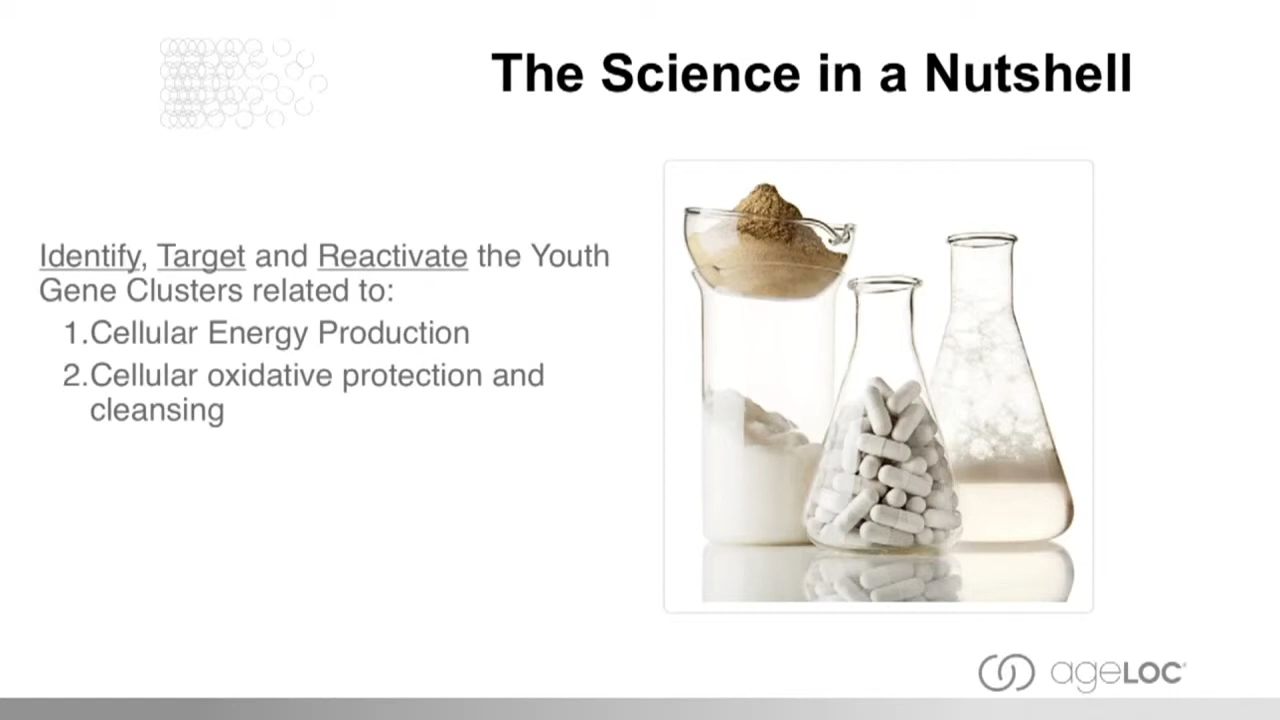 The Science in a Nutshell
Identify, Target and Reactivate the Youth
Gene Clusters related to:
1.Cellular Energy Production
2.Cellular oxidative protection and
cleansing
ageLOC